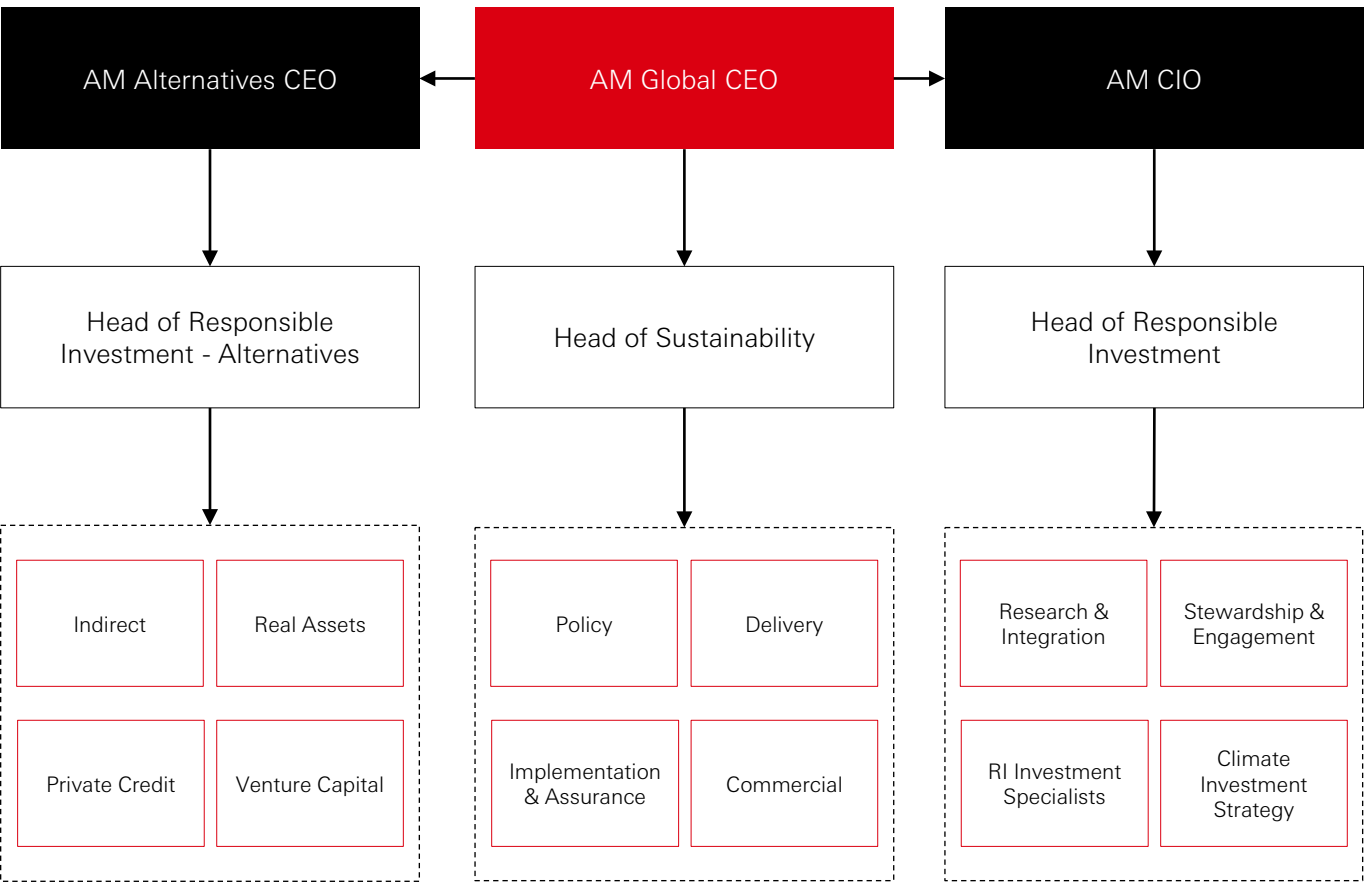 AM Alternatives CEO
AM Global CEO
AM CIO
Head of Responsible
Investment - Alternatives
Head of Sustainability
Head of Responsible
Investment
Indirect
Real Assets
Private Credit
Venture Capital
Policy
Delivery
Implementation
& Assurance
Commercial
Research &
Integration
Stewardship &
Engagement
RI Investment
Specialists
Climate
Investment
Strategy